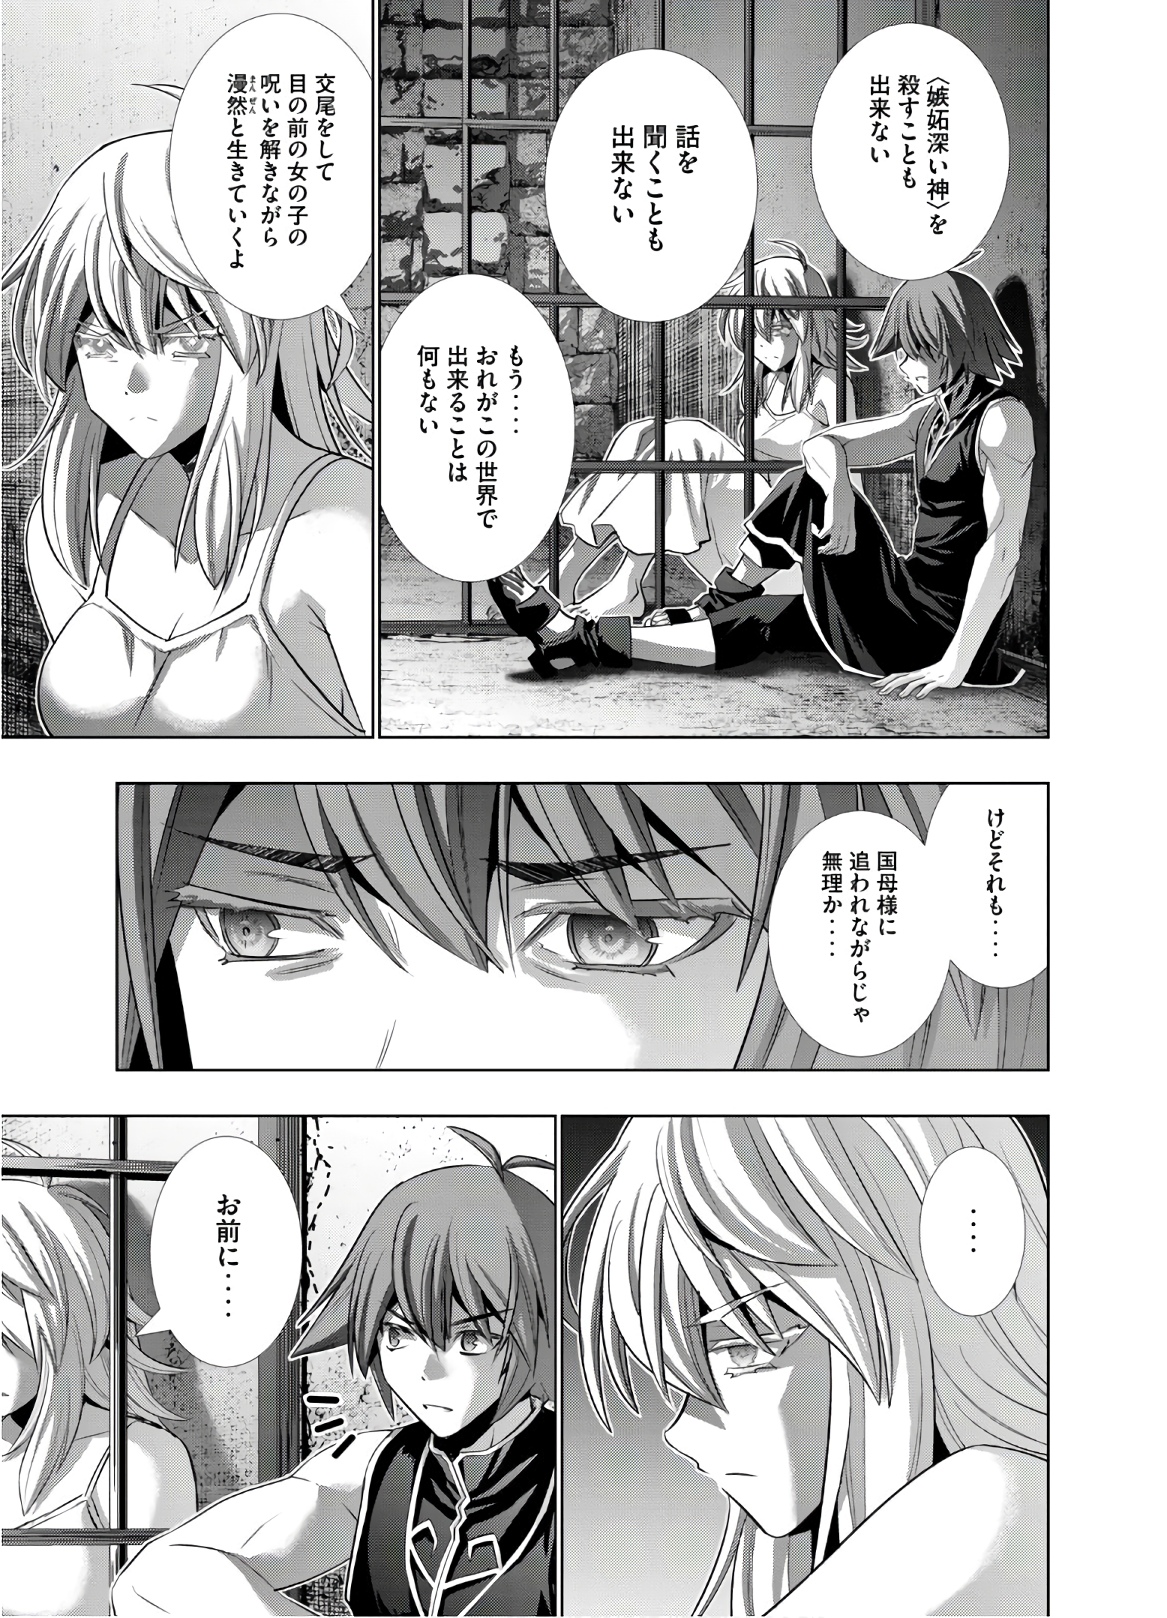 〈嫉妬深い神〉を
殺すことも
出来ない
話を
聞くことも
出来ない
もう‥‥
おれがこの世界で
出来ることは
何もない
交尾をして
目の前の女の子の
呪いを解きながら
漫然と生きていくよ
まんぜん
けどそれも‥‥
国母様に
追われながらじゃ
無理か‥‥
‥‥
お前に‥‥